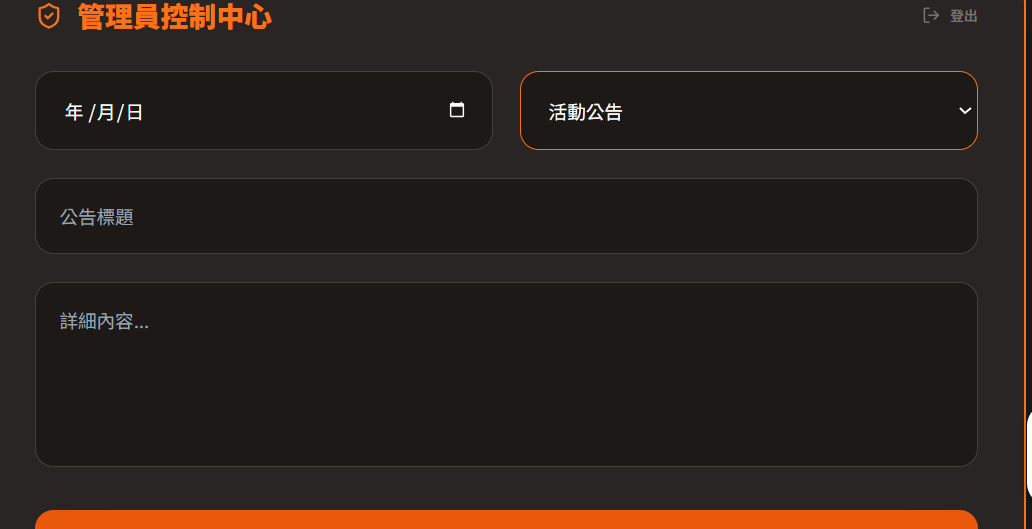 管理員控制中心
登出
年 /月/日
活動公告
公告標題
詳細內容...